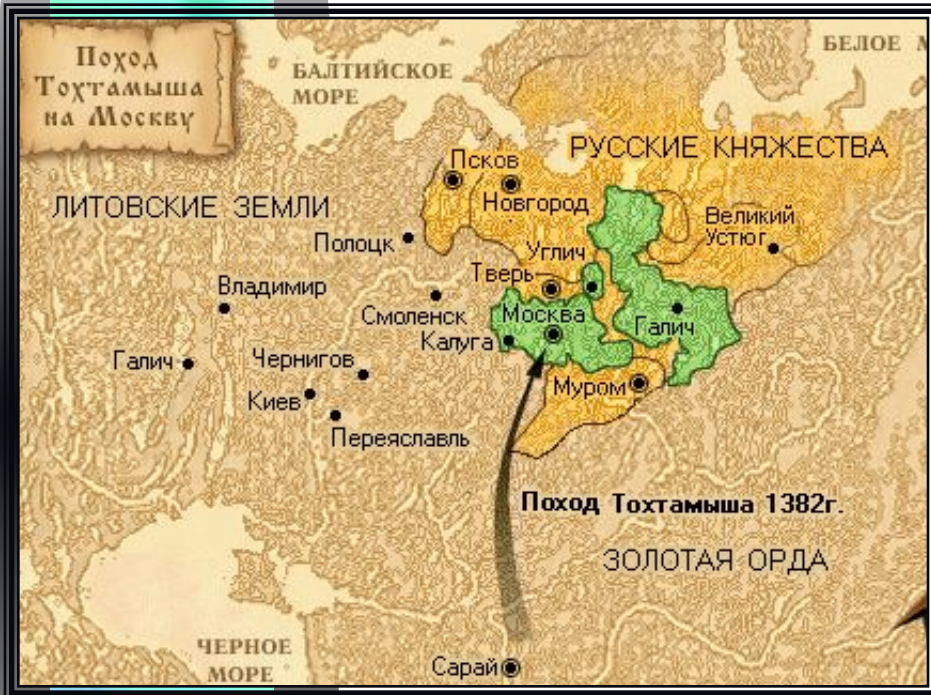 Поход
Тохтамыша
на Москву
БАЛТИЙСКОЕ
МОРЕ
БЕЛОЕ
РУССКИЕ КНЯЖЕСТВА
Псков
Новгород
ЛИТОВСКИЕ ЗЕМЛИ
Великий
Устюг
Полоцк
Углич
Тверь
Владимир
Смоленск
Москва
Галич
Калуга
Галич
Чернигов
Киев
Муром
Переяславль
Поход Тохтамыша 1382г.
ЗОЛОТАЯ ОРДА
ЧЕРНОЕ
МОРЕ
Сарай